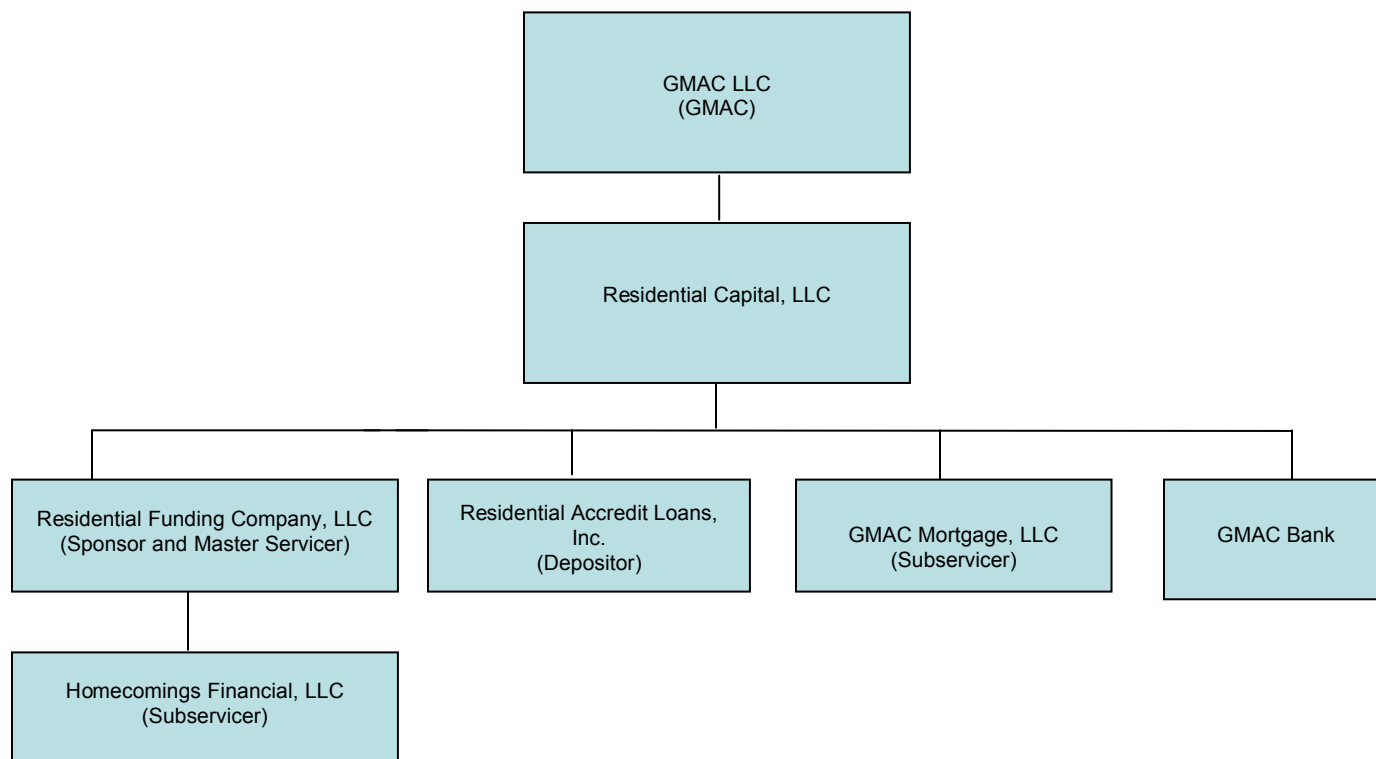 GMAC LLC
(GMAC)
Residential Capital, LLC
Residential Funding Company, LLC
(Sponsor and Master Servicer)
Residential Accredit Loans,
Inc.
(Depositor)
GMAC Mortgage, LLC
(Subservicer)
GMAC Bank
Homecomings Financial, LLC
(Subservicer)